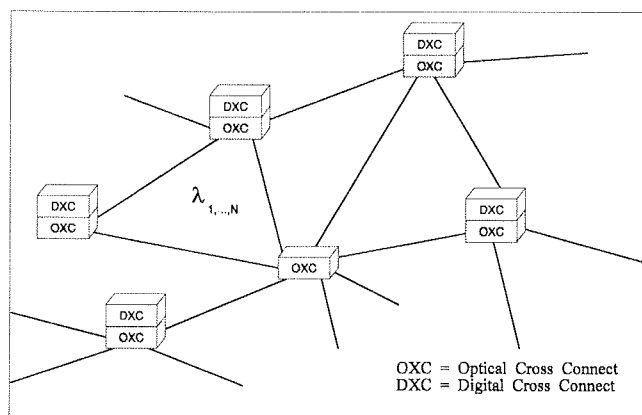 DXC
OXC
DXC
OXC
DXC
OXC
λ 1,...,N
DXC
OXC
OXC
DXC
OXC
OXC = Optical Cross Connect
DXC = Digital Cross Connect